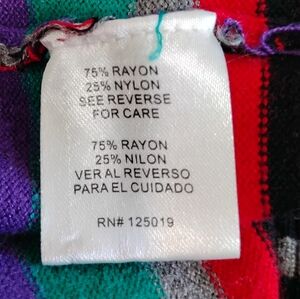 75% RAYON
25% NYLON
SEE REVERSE
FOR CARE
75% RAYON
25% NILON
VER AL REVERSO
PARA EL CUIDADO
RN# 125019